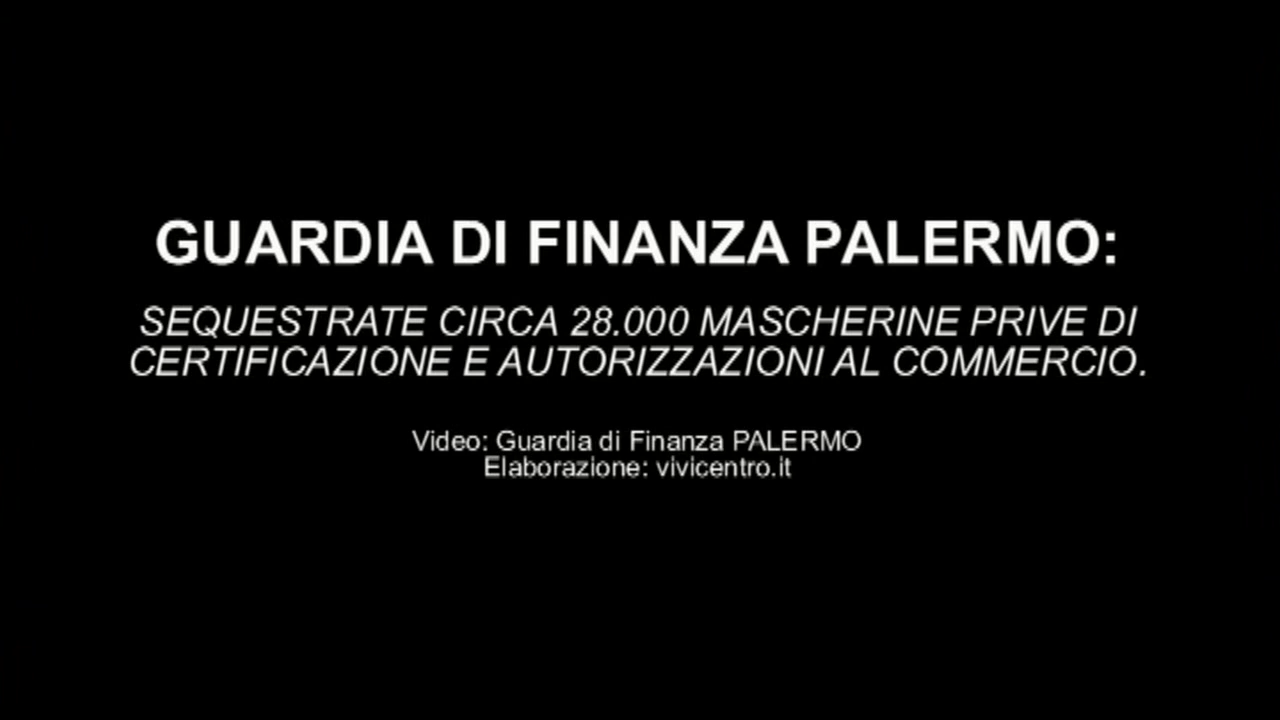 GUARDIA DI FINANZA PALERMO:
SEQUESTRATE CIRCA 28.000 MASCHERINE PRIVE DI
CERTIFICAZIONE E AUTORIZZAZIONI AL COMMERCIO.
Video: Guardia di Finanza PALERMO
Elaborazione: vivicentro.it